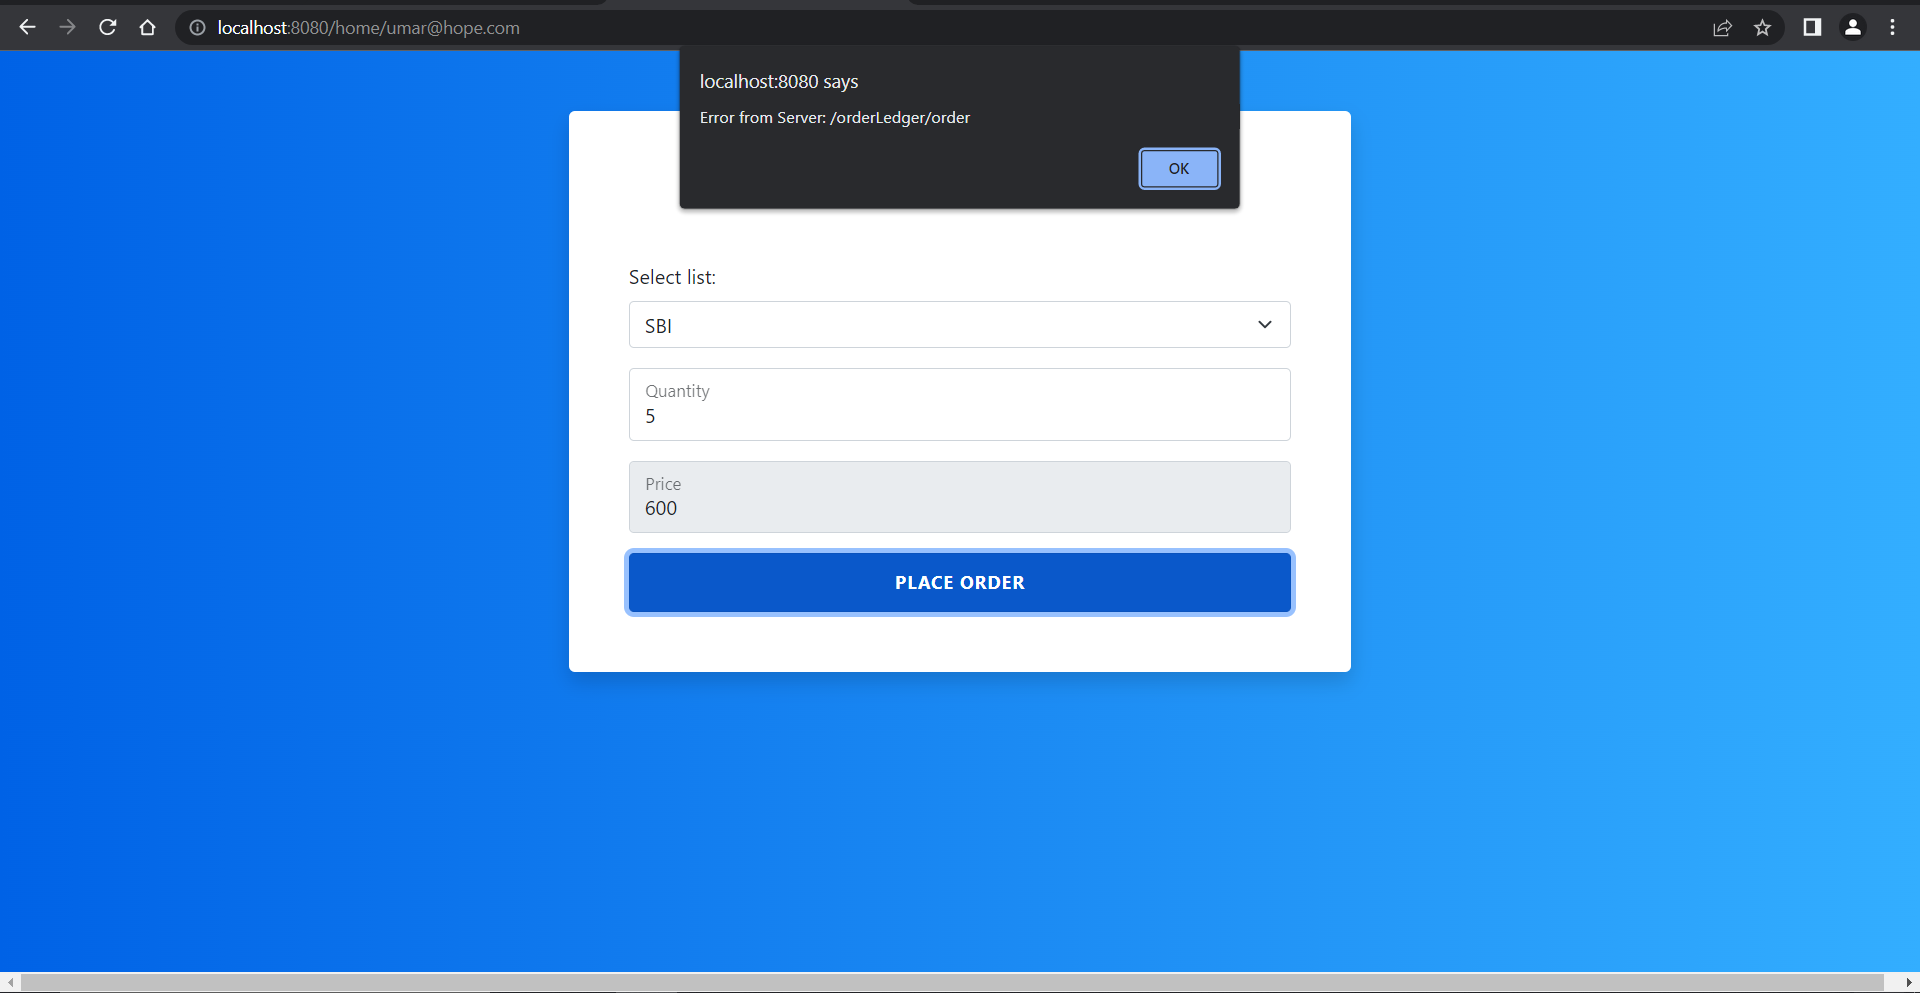 localhost:8080/home/umar@hope.com
localhost:8080 says
Error from Server: /orderLedger/order
OK
Select list:
SBI
Quantity
5
Price
600
PLACE ORDER